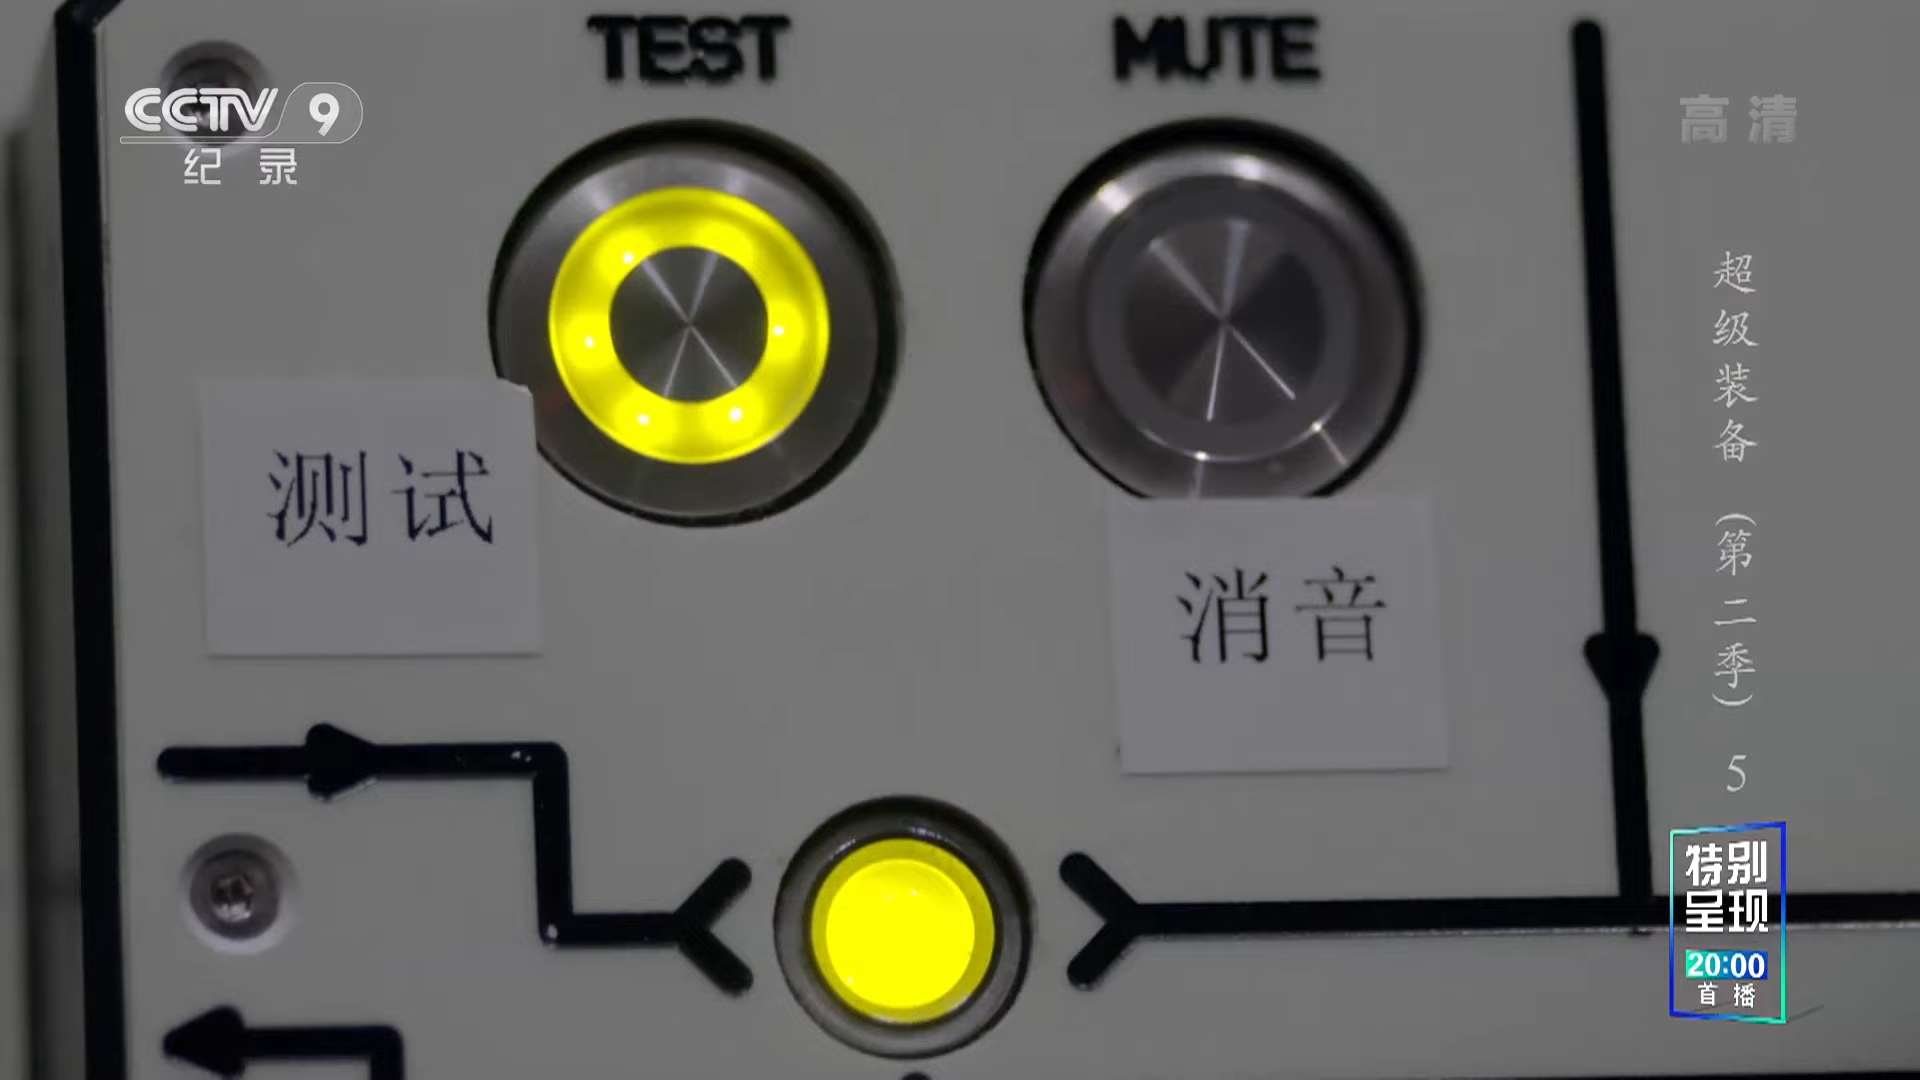 TEST
MUTE
CCTV 9
纪录
高清
测试
消音
超级装备（第二季）5
特别
呈现
20:00
首播